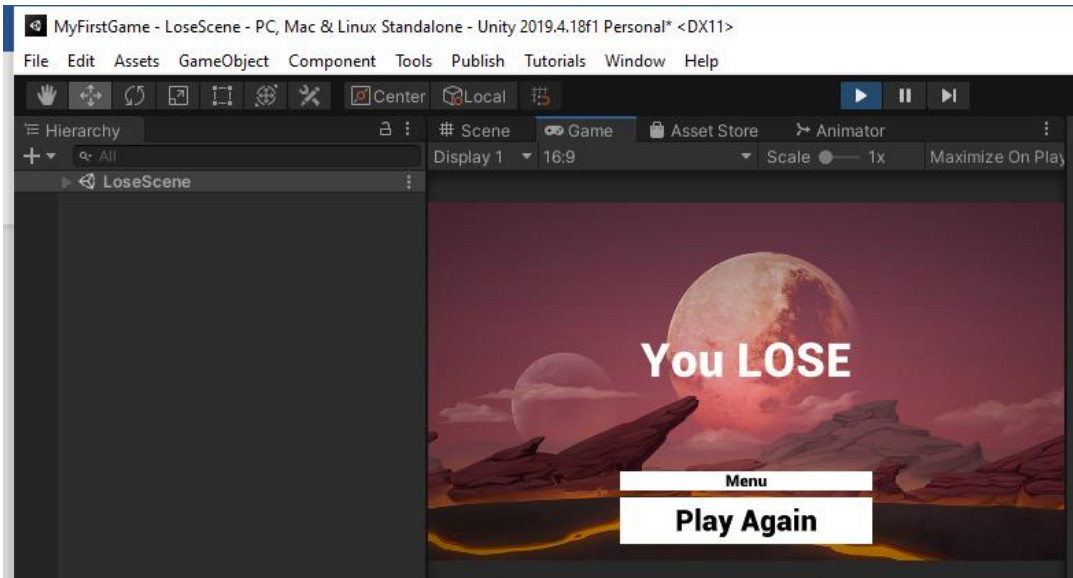 MyFirstGame - LoseScene - PC, Mac & Linux Standalone - Unity 2019.4.18f1 Personal* <DX11>
File Edit Assets GameObject Component Tools Publish Tutorials Window Help
Center Local
Hierarchy
Scene Game Asset Store Animator
All
Display 1 16:9 Scale 1x Maximize On Play
LoseScene
You LOSE
Menu
Play Again